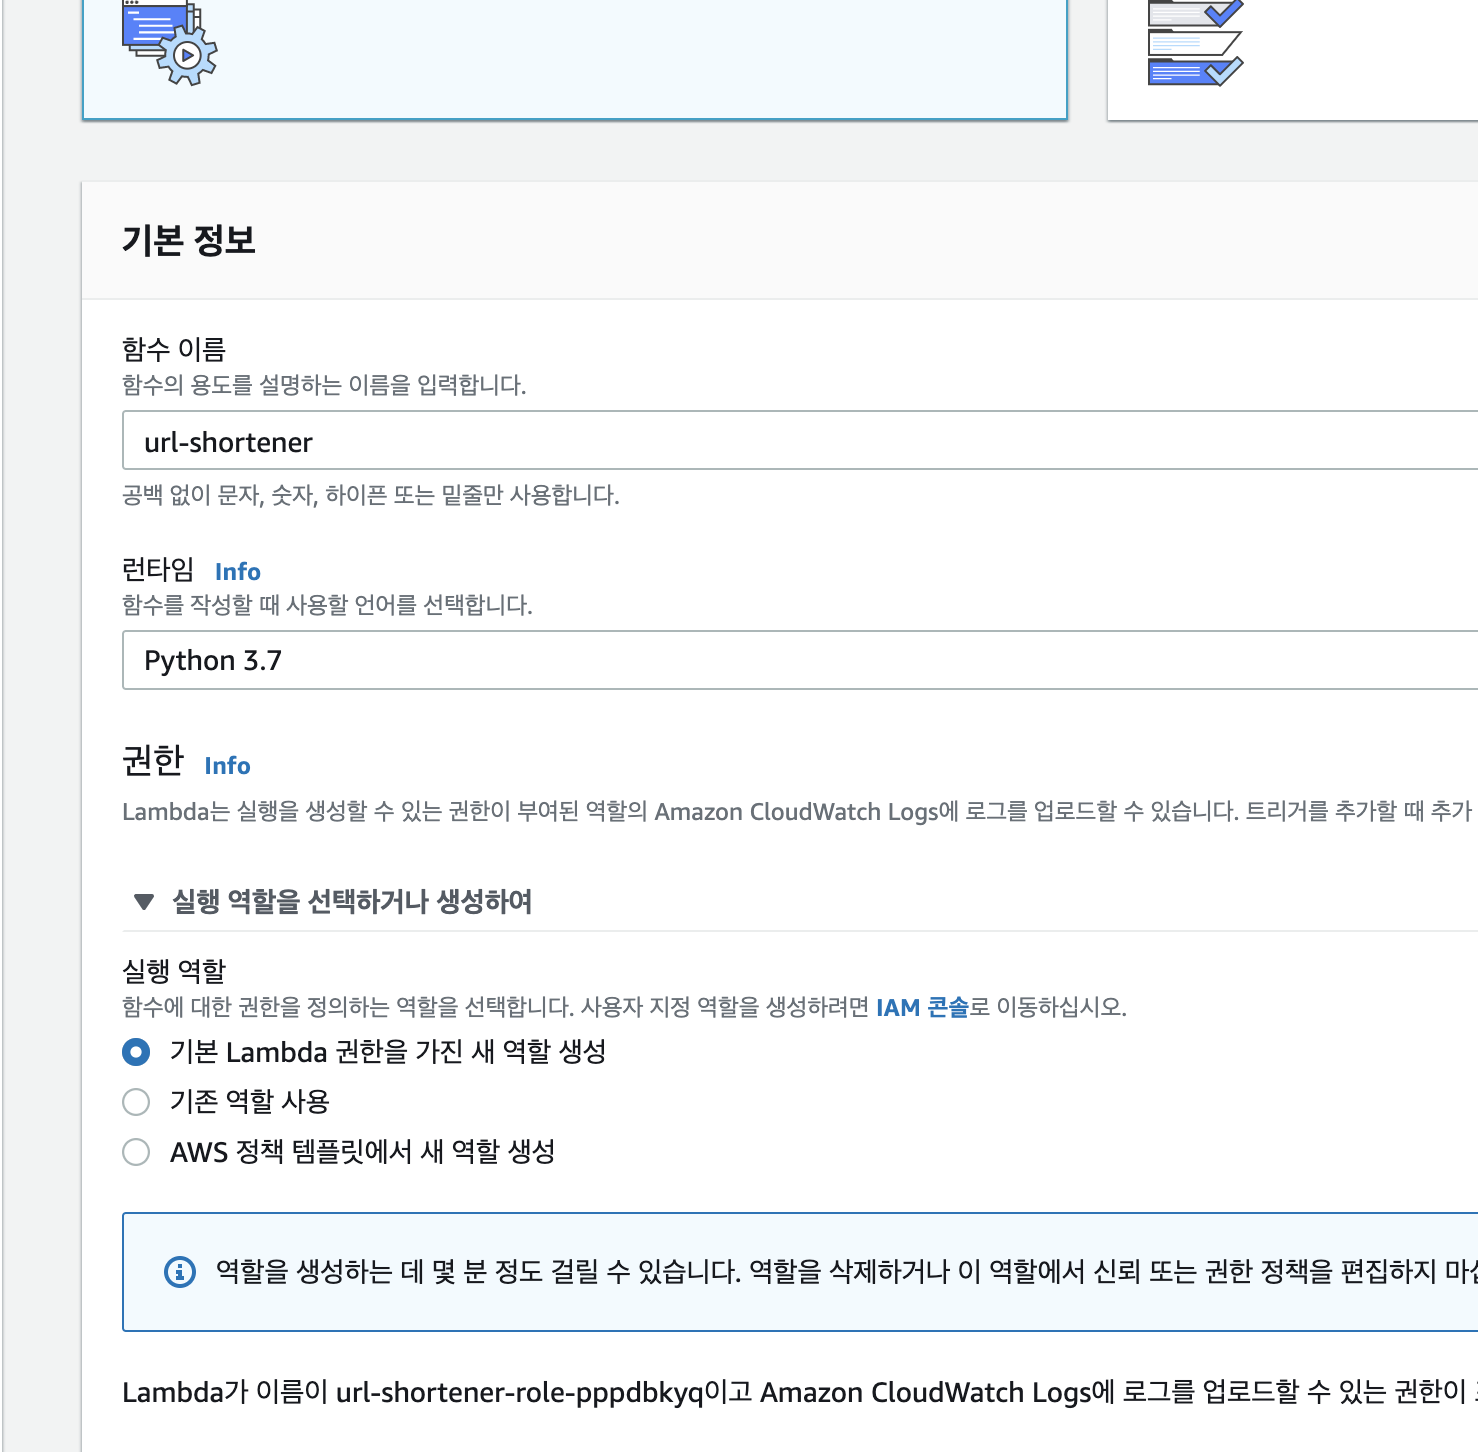 기본 정보
함수 이름
함수의 용도를 설명하는 이름을 입력합니다.
url-shortener
공백 없이 문자, 숫자, 하이픈 또는 밑줄만 사용합니다.
런타임 Info
함수를 작성할 때 사용할 언어를 선택합니다.
Python 3.7
권한 Info
Lambda는 실행을 생성할 수 있는 권한이 부여된 역할의 Amazon CloudWatch Logs에 로그를 업로드할 수 있습니다. 트리거를 추가할 때 추가
▼ 실행 역할을 선택하거나 생성하여
실행 역할
함수에 대한 권한을 정의하는 역할을 선택합니다. 사용자 지정 역할을 생성하려면 IAM 콘솔로 이동하십시오.
기본 Lambda 권한을 가진 새 역할 생성
기존 역할 사용
AWS 정책 템플릿에서 새 역할 생성
역할을 생성하는 데 몇 분 정도 걸릴 수 있습니다. 역할을 삭제하거나 이 역할에서 신뢰 또는 권한 정책을 편집하지
Lambda가 이름이 url-shortener-role-pppdbkyq이고 Amazon CloudWatch Logs에 로그를 업로드할 수 있는 권한이